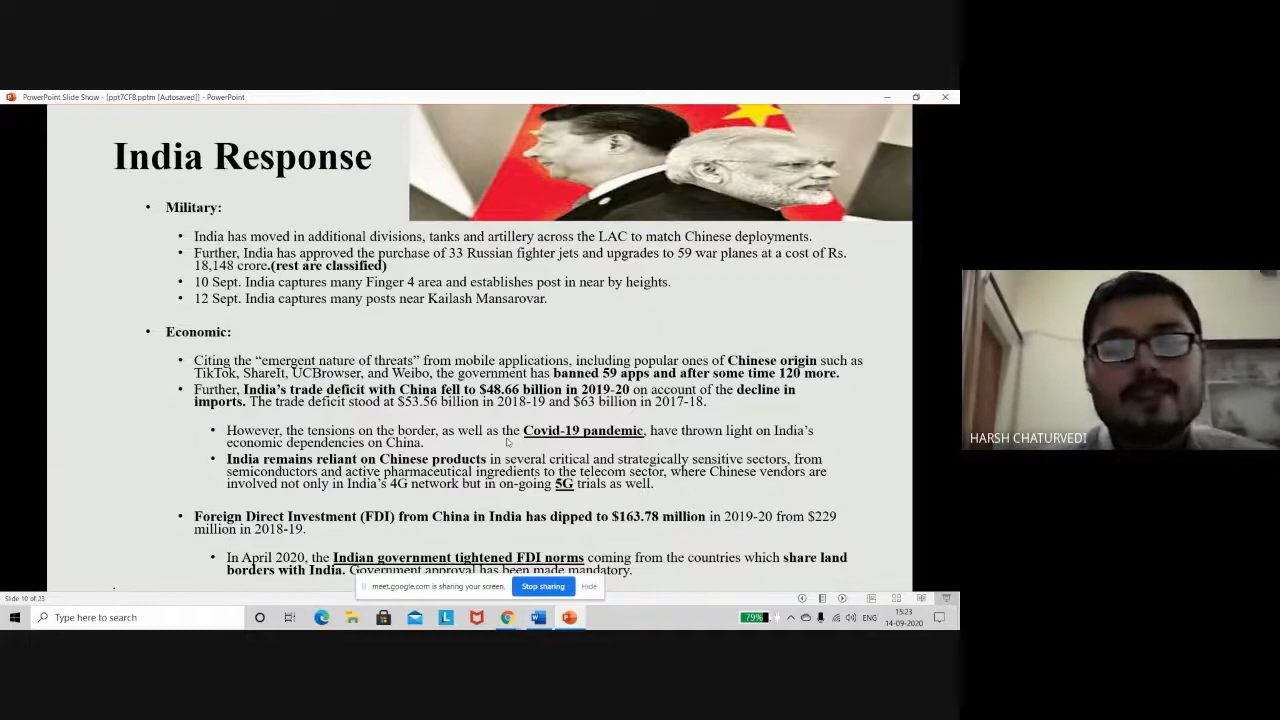 PowerPoint Slide Show - [ppt7CF8.pptm [Autosaved]] - PowerPoint
India Response
• Military:
• India has moved in additional divisions, tanks and artillery across the LAC to match Chinese deployments.
• Further, India has approved the purchase of 33 Russian fighter jets and upgrades to 59 war planes at a cost of Rs.
18,148 crore.(rest are classified)
• 10 Sept. India captures many Finger 4 area and establishes post in near by heights.
• 12 Sept. India captures many posts near Kailash Mansarovar.
• Economic:
• Citing the “emergent nature of threats” from mobile applications, including popular ones of Chinese origin such as
TikTok, ShareIt, UCBrowser, and Weibo, the government has banned 59 apps and after some time 120 more.
• Further, India’s trade deficit with China fell to $48.66 billion in 2019-20 on account of the decline in
imports. The trade deficit stood at $53.56 billion in 2018-19 and $63 billion in 2017-18.
• However, the tensions on the border, as well as the Covid-19 pandemic, have thrown light on India’s
economic dependencies on China.
• India remains reliant on Chinese products in several critical and strategically sensitive sectors, from
semiconductors and active pharmaceutical ingredients to the telecom sector, where Chinese vendors are
involved not only in India’s 4G network but in on-going 5G trials as well.
• Foreign Direct Investment (FDI) from China in India has dipped to $163.78 million in 2019-20 from $229
million in 2018-19.
• In April 2020, the Indian government tightened FDI norms coming from the countries which share land
borders with India. Government approval has been made mandatory.
meet.google.com is sharing your screen. Stop sharing Hide
Slide 10 of 23
Type here to search
79%
ENG
15:23
14-09-2020
HARSH CHATURVEDI